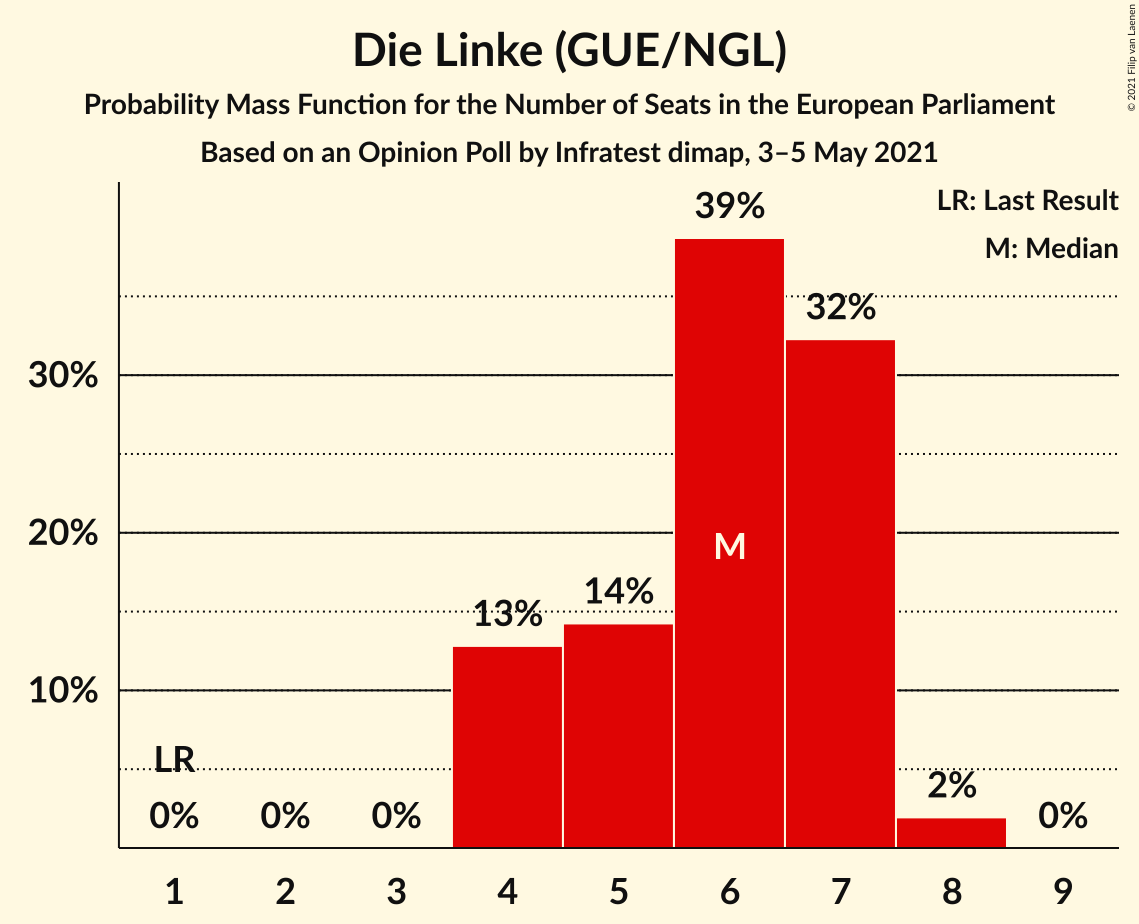 Die Linke (GUE/NGL)
Probability Mass Function for the Number of Seats in the European Parliament
Based on an Opinion Poll by Infratest dimap, 3–5 May 2021
© 2021 Filip van Laenen
LR: Last Result
M: Median
39%
32%
30%
20%
M
14%
13%
10%
LR
2%
0% 0% 0% 0%
1 2 3 4 5 6 7 8 9